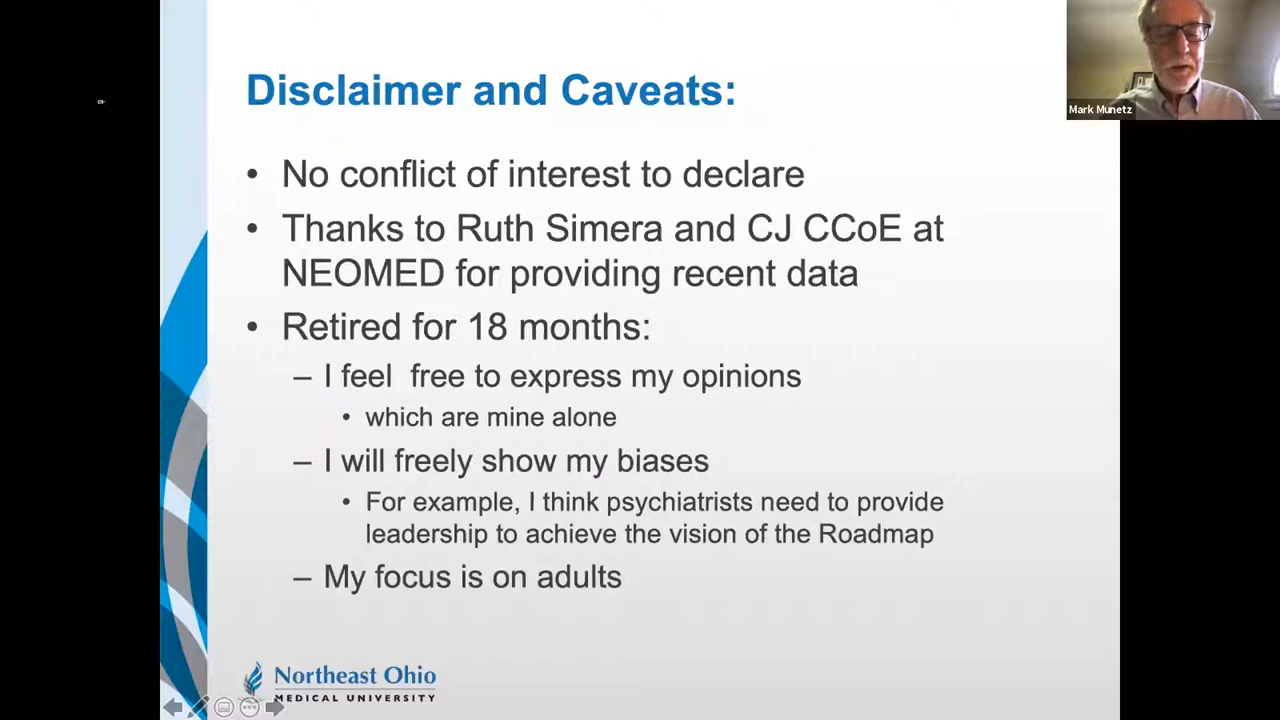 Disclaimer and Caveats:
Mark Munetz
• No conflict of interest to declare
• Thanks to Ruth Simera and CJ CCoE at
NEOMED for providing recent data
• Retired for 18 months:
– I feel  free to express my opinions
• which are mine alone
– I will freely show my biases
• For example, I think psychiatrists need to provide
leadership to achieve the vision of the Roadmap
– My focus is on adults
Northeast Ohio
MEDICAL UNIVERSITY